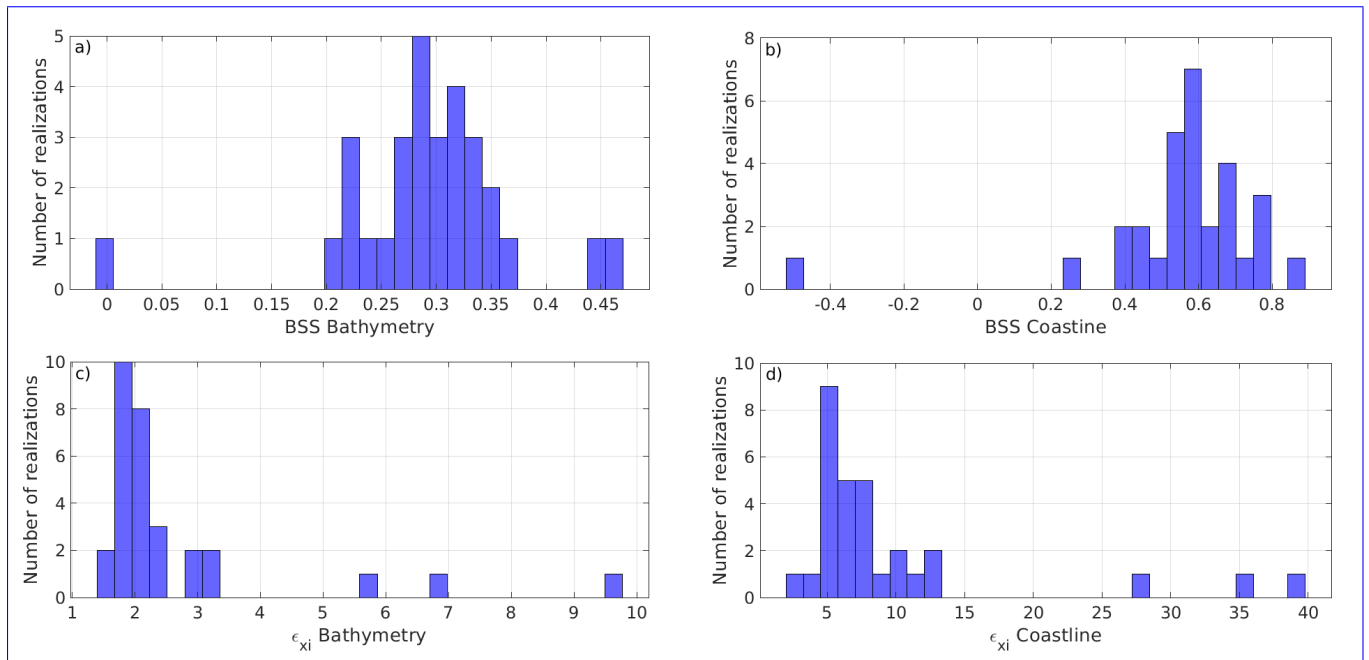 a)
Number of realizations
5
4
3
2
1
0
0 0.05 0.1 0.15 0.2 0.25 0.3 0.35 0.4 0.45
BSS Bathymetry
b)
Number of realizations
8
6
4
2
0
-0.4 -0.2 0 0.2 0.4 0.6 0.8
BSS Coastine
c)
Number of realizations
10
8
6
4
2
0
1 2 3 4 5 6 7 8 9 10
ϵxi Bathymetry
d)
Number of realizations
10
8
6
4
2
0
5 10 15 20 25 30 35 40
ϵxi Coastline